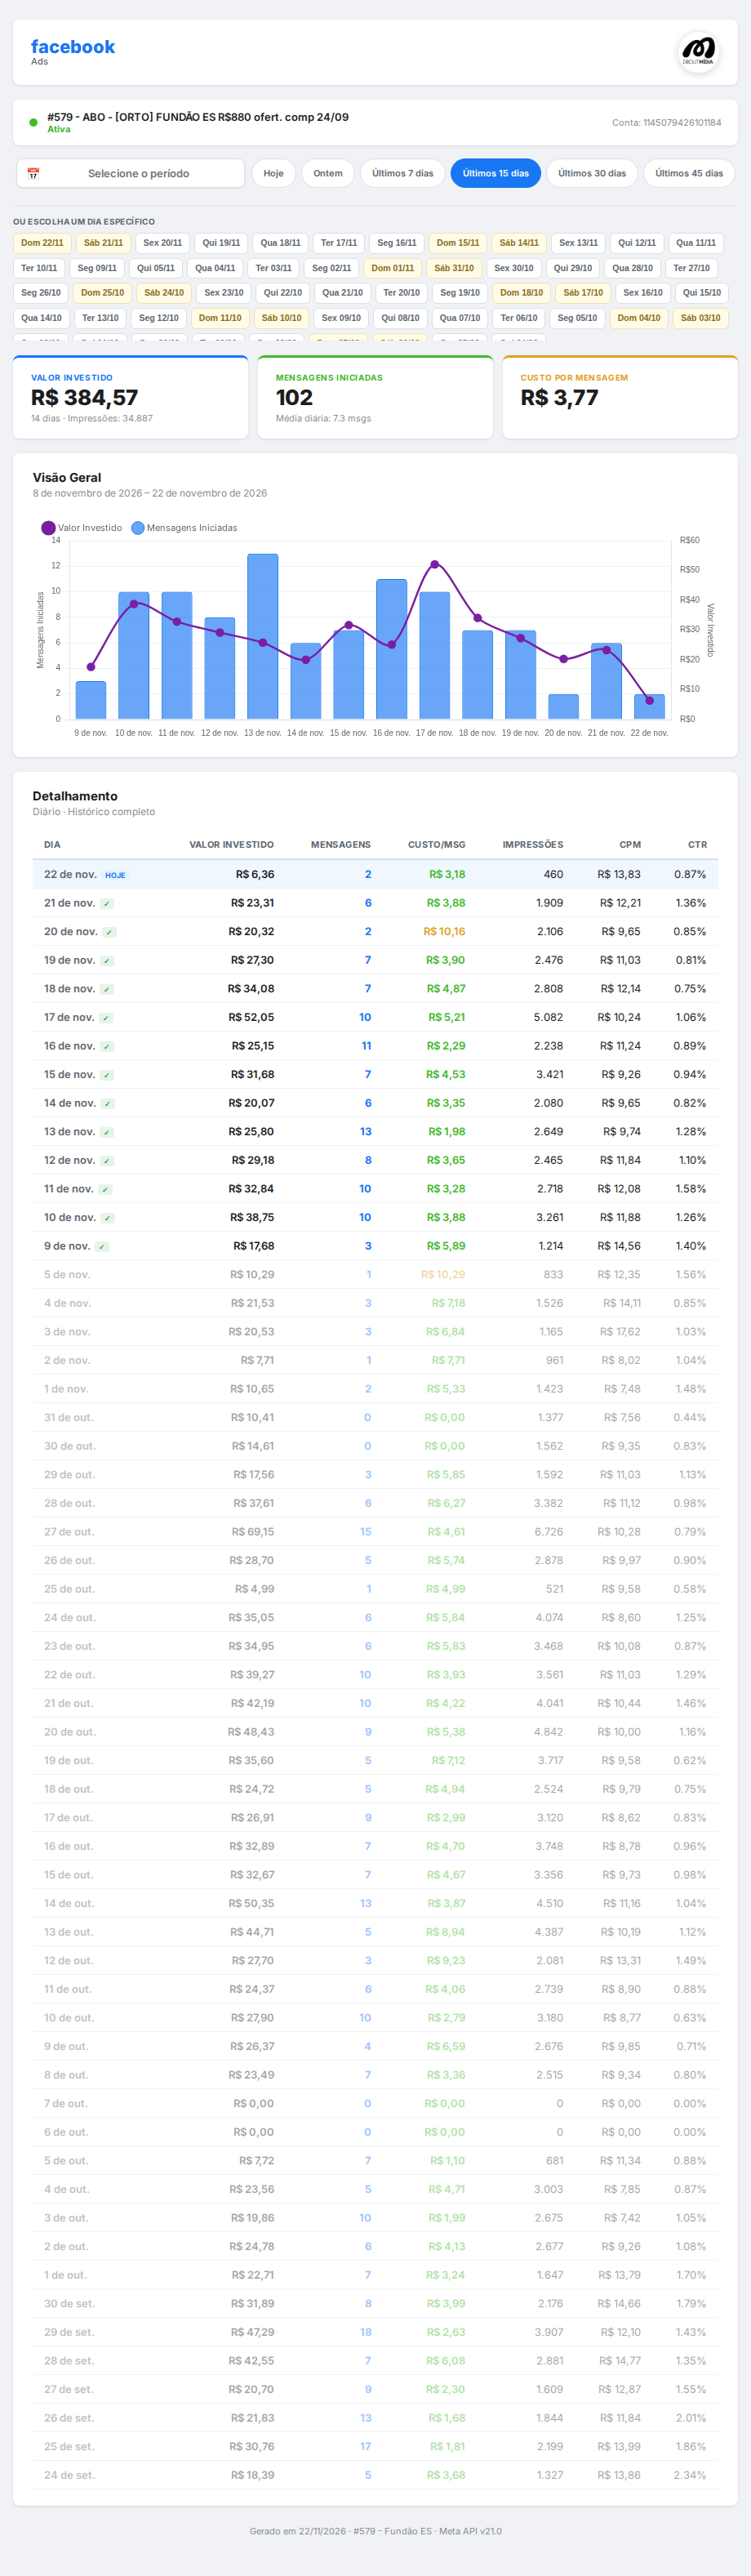 facebook
Ads
DBOUTMÍDIA
#579 - ABO - [ORTO] FUNDÃO ES R$880 ofert. comp 24/09
Ativa
Conta: 1145079426101184
📅 Selecione o período Hoje Ontem Últimos 7 dias Últimos 15 dias Últimos 30 dias Últimos 45 dias
OU ESCOLHA UM DIA ESPECÍFICO
Dom 22/11 Sáb 21/11 Sex 20/11 Qui 19/11 Qua 18/11 Ter 17/11 Seg 16/11 Dom 15/11 Sáb 14/11 Sex 13/11 Qui 12/11 Qua 11/11
Ter 10/11 Seg 09/11 Qui 05/11 Qua 04/11 Ter 03/11 Seg 02/11 Dom 01/11 Sáb 31/10 Sex 30/10 Qui 29/10 Qua 28/10 Ter 27/10
Seg 26/10 Dom 25/10 Sáb 24/10 Sex 23/10 Qui 22/10 Qua 21/10 Ter 20/10 Seg 19/10 Dom 18/10 Sáb 17/10 Sex 16/10 Qui 15/10
Qua 14/10 Ter 13/10 Seg 12/10 Dom 11/10 Sáb 10/10 Sex 09/10 Qui 08/10 Qua 07/10 Ter 06/10 Seg 05/10 Dom 04/10 Sáb 03/10
VALOR INVESTIDO
R$ 384,57
14 dias · Impressões: 34.887
MENSAGENS INICIADAS
102
Média diária: 7.3 msgs
CUSTO POR MENSAGEM
R$ 3,77
Visão Geral
8 de novembro de 2026 – 22 de novembro de 2026
Valor Investido Mensagens Iniciadas
Mensagens Iniciadas
14
12
10
8
6
4
2
0
R$60
R$50
R$40
R$30
R$20
R$10
R$0
Valor Investido
9 de nov. 10 de nov. 11 de nov. 12 de nov. 13 de nov. 14 de nov. 15 de nov. 16 de nov. 17 de nov. 18 de nov. 19 de nov. 20 de nov. 21 de nov. 22 de nov.
Detalhamento
Diário · Histórico completo
DIA VALOR INVESTIDO MENSAGENS CUSTO/MSG IMPRESSÕES CPM CTR
22 de nov. HOJE R$ 6,36 2 R$ 3,18 460 R$ 13,83 0.87%
21 de nov. ✓ R$ 23,31 6 R$ 3,88 1.909 R$ 12,21 1.36%
20 de nov. ✓ R$ 20,32 2 R$ 10,16 2.106 R$ 9,65 0.85%
19 de nov. ✓ R$ 27,30 7 R$ 3,90 2.476 R$ 11,03 0.81%
18 de nov. ✓ R$ 34,08 7 R$ 4,87 2.808 R$ 12,14 0.75%
17 de nov. ✓ R$ 52,05 10 R$ 5,21 5.082 R$ 10,24 1.06%
16 de nov. ✓ R$ 25,15 11 R$ 2,29 2.238 R$ 11,24 0.89%
15 de nov. ✓ R$ 31,68 7 R$ 4,53 3.421 R$ 9,26 0.94%
14 de nov. ✓ R$ 20,07 6 R$ 3,35 2.080 R$ 9,65 0.82%
13 de nov. ✓ R$ 25,80 13 R$ 1,98 2.649 R$ 9,74 1.28%
12 de nov. ✓ R$ 29,18 8 R$ 3,65 2.465 R$ 11,84 1.10%
11 de nov. ✓ R$ 32,84 10 R$ 3,28 2.718 R$ 12,08 1.58%
10 de nov. ✓ R$ 38,75 10 R$ 3,88 3.261 R$ 11,88 1.26%
9 de nov. ✓ R$ 17,68 3 R$ 5,89 1.214 R$ 14,56 1.40%
5 de nov. R$ 10,29 1 R$ 10,29 833 R$ 12,35 1.56%
4 de nov. R$ 21,53 3 R$ 7,18 1.526 R$ 14,11 0.85%
3 de nov. R$ 20,53 3 R$ 6,84 1.165 R$ 17,62 1.03%
2 de nov. R$ 7,71 1 R$ 7,71 961 R$ 8,02 1.04%
1 de nov. R$ 10,65 2 R$ 5,33 1.423 R$ 7,48 1.48%
31 de out. R$ 10,41 0 R$ 0,00 1.377 R$ 7,56 0.44%
30 de out. R$ 14,61 0 R$ 0,00 1.562 R$ 9,35 0.83%
29 de out. R$ 17,56 3 R$ 5,85 1.592 R$ 11,03 1.13%
28 de out. R$ 37,61 6 R$ 6,27 3.382 R$ 11,12 0.98%
27 de out. R$ 69,15 15 R$ 4,61 6.726 R$ 10,28 0.79%
26 de out. R$ 28,70 5 R$ 5,74 2.878 R$ 9,97 0.90%
25 de out. R$ 4,99 1 R$ 4,99 521 R$ 9,58 0.58%
24 de out. R$ 35,05 6 R$ 5,84 4.074 R$ 8,60 1.25%
23 de out. R$ 34,95 6 R$ 5,83 3.468 R$ 10,08 0.87%
22 de out. R$ 39,27 10 R$ 3,93 3.561 R$ 11,03 1.29%
21 de out. R$ 42,19 10 R$ 4,22 4.041 R$ 10,44 1.46%
20 de out. R$ 48,43 9 R$ 5,38 4.842 R$ 10,00 1.16%
19 de out. R$ 35,60 5 R$ 7,12 3.717 R$ 9,58 0.62%
18 de out. R$ 24,72 5 R$ 4,94 2.524 R$ 9,79 0.75%
17 de out. R$ 26,91 9 R$ 2,99 3.120 R$ 8,62 0.83%
16 de out. R$ 32,89 7 R$ 4,70 3.748 R$ 8,78 0.96%
15 de out. R$ 32,67 7 R$ 4,67 3.356 R$ 9,73 0.98%
14 de out. R$ 50,35 13 R$ 3,87 4.510 R$ 11,16 1.04%
13 de out. R$ 44,71 5 R$ 8,94 4.387 R$ 10,19 1.12%
12 de out. R$ 27,70 3 R$ 9,23 2.081 R$ 13,31 1.49%
11 de out. R$ 24,37 6 R$ 4,06 2.739 R$ 8,90 0.88%
10 de out. R$ 27,90 10 R$ 2,79 3.180 R$ 8,77 0.63%
9 de out. R$ 26,37 4 R$ 6,59 2.676 R$ 9,85 0.71%
8 de out. R$ 23,49 7 R$ 3,36 2.515 R$ 9,34 0.80%
7 de out. R$ 0,00 0 R$ 0,00 0 R$ 0,00 0.00%
6 de out. R$ 0,00 0 R$ 0,00 0 R$ 0,00 0.00%
5 de out. R$ 7,72 7 R$ 1,10 681 R$ 11,34 0.88%
4 de out. R$ 23,56 5 R$ 4,71 3.003 R$ 7,85 0.87%
3 de out. R$ 19,86 10 R$ 1,99 2.675 R$ 7,42 1.05%
2 de out. R$ 24,78 6 R$ 4,13 2.677 R$ 9,26 1.08%
1 de out. R$ 22,71 7 R$ 3,24 1.647 R$ 13,79 1.70%
30 de set. R$ 31,89 8 R$ 3,99 2.176 R$ 14,66 1.79%
29 de set. R$ 47,29 18 R$ 2,63 3.907 R$ 12,10 1.43%
28 de set. R$ 42,55 7 R$ 6,08 2.881 R$ 14,77 1.35%
27 de set. R$ 20,70 9 R$ 2,30 1.609 R$ 12,87 1.55%
26 de set. R$ 21,83 13 R$ 1,68 1.844 R$ 11,84 2.01%
25 de set. R$ 30,76 17 R$ 1,81 2.199 R$ 13,99 1.86%
24 de set. R$ 18,39 5 R$ 3,68 1.327 R$ 13,86 2.34%
Gerado em 22/11/2026 · #579 - Fundão ES · Meta API v21.0